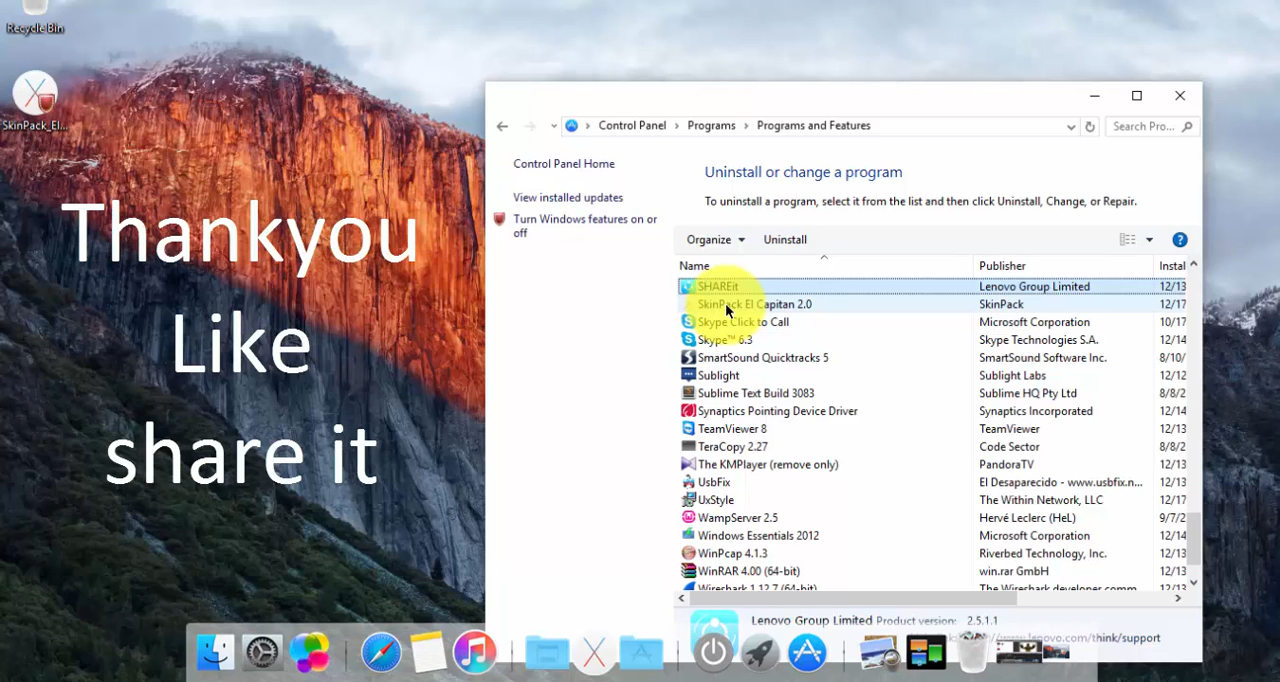 Recycle Bin
SkinPack_El...
Thankyou
Like
share it
Control Panel > Programs > Programs and Features
Search Pro...
Control Panel Home
View installed updates
Turn Windows features on or
off
Uninstall or change a program
To uninstall a program, select it from the list and then click Uninstall, Change, or Repair.
Organize Uninstall
Name Publisher Instal
SHAREit Lenovo Group Limited 12/13
SkinPack El Capitan 2.0 SkinPack 12/17
Skype Click to Call Microsoft Corporation 10/17
Skype™ 6.3 Skype Technologies S.A. 12/14
SmartSound Quicktracks 5 SmartSound Software Inc. 8/10/
Sublight Sublight Labs 12/12
Sublime Text Build 3083 Sublime HQ Pty Ltd 8/8/2
Synaptics Pointing Device Driver Synaptics Incorporated 12/14
TeamViewer 8 TeamViewer 12/13
TeraCopy 2.27 Code Sector 8/8/2
The KMPlayer (remove only) PandoraTV 12/13
UsbFix El Desaparecido - www.usbfix.n... 12/13
UxStyle The Within Network, LLC 12/17
WampServer 2.5 Hervé Leclerc (HeL) 9/7/2
Windows Essentials 2012 Microsoft Corporation 12/14
WinPcap 4.1.3 Riverbed Technology, Inc. 12/13
WinRAR 4.00 (64-bit) win.rar GmbH 12/13
Wireshark 1.12.7 (64-bit) The Wireshark developer comm
Lenovo Group Limited Product version: 2.5.1.1
www.lenovo.com/think/support